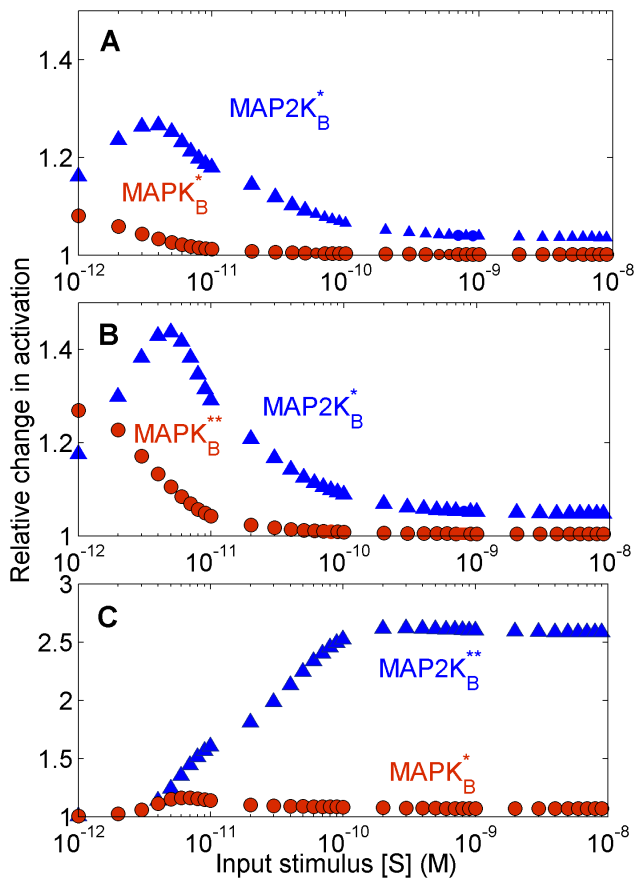 Relative change in activation
A
1.4
1.2
1
MAP2K*B
MAPK*B
10-12 10-11 10-10 10-9 10-8
B
1.4
1.2
1
MAP2K*B
MAPK**B
10-12 10-11 10-10 10-9 10-8
C
3
2.5
2
1.5
1
MAP2K**B
MAPK*B
10-12 10-11 10-10 10-9 10-8
Input stimulus [S] (M)